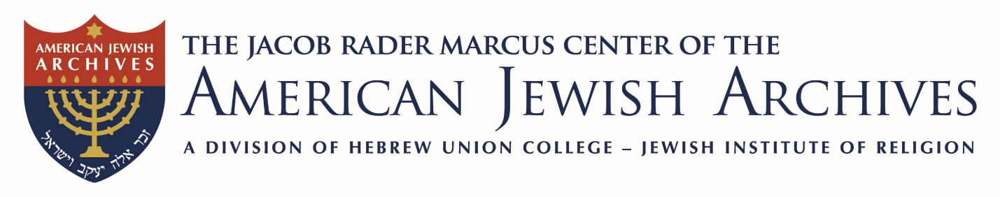 AMERICAN JEWISH
ARCHIVES
זכר אלה יעקב וישראל
THE JACOB RADER MARCUS CENTER OF THE
AMERICAN JEWISH ARCHIVES
A DIVISION OF HEBREW UNION COLLEGE – JEWISH INSTITUTE OF RELIGION